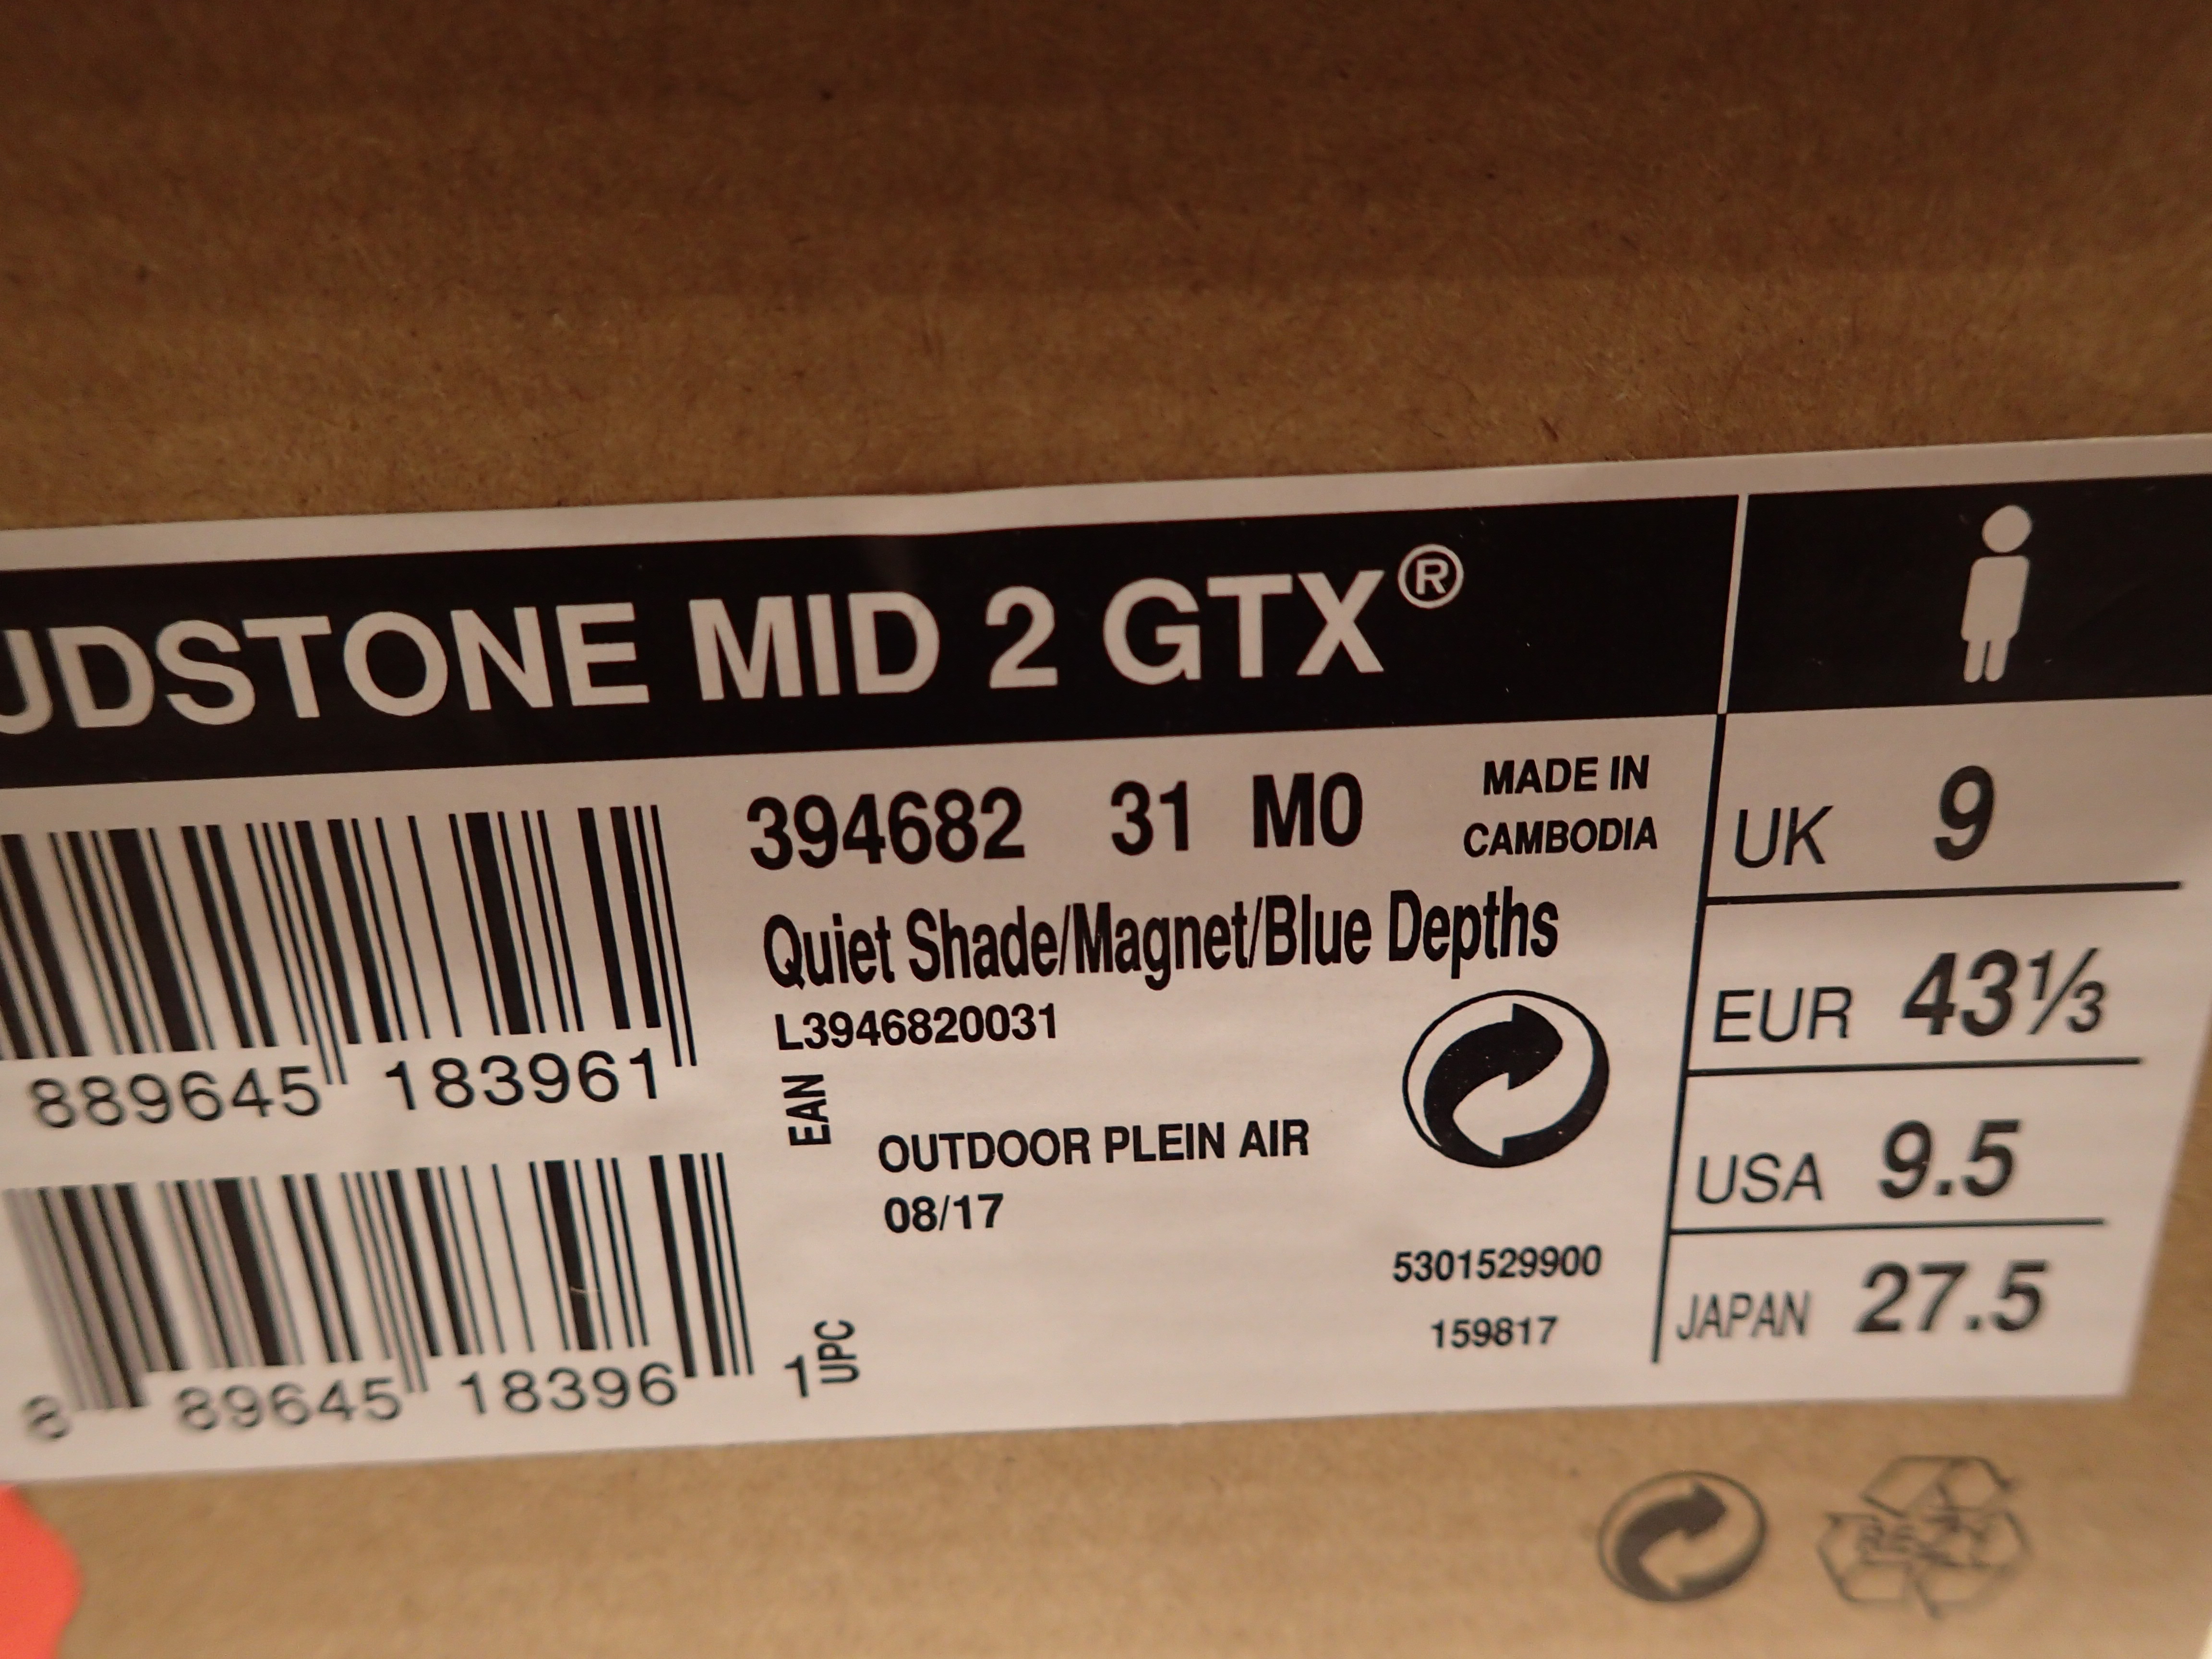 UDSTONE MID 2 GTX®
394682 31 M0
MADE IN
CAMBODIA
Quiet Shade/Magnet/Blue Depths
L3946820031
889645 183961
EAN
OUTDOOR PLEIN AIR
08/17
8 89645 18396 1
UPC
5301529900
159817
UK 9
EUR 43⅓
USA 9.5
JAPAN 27.5